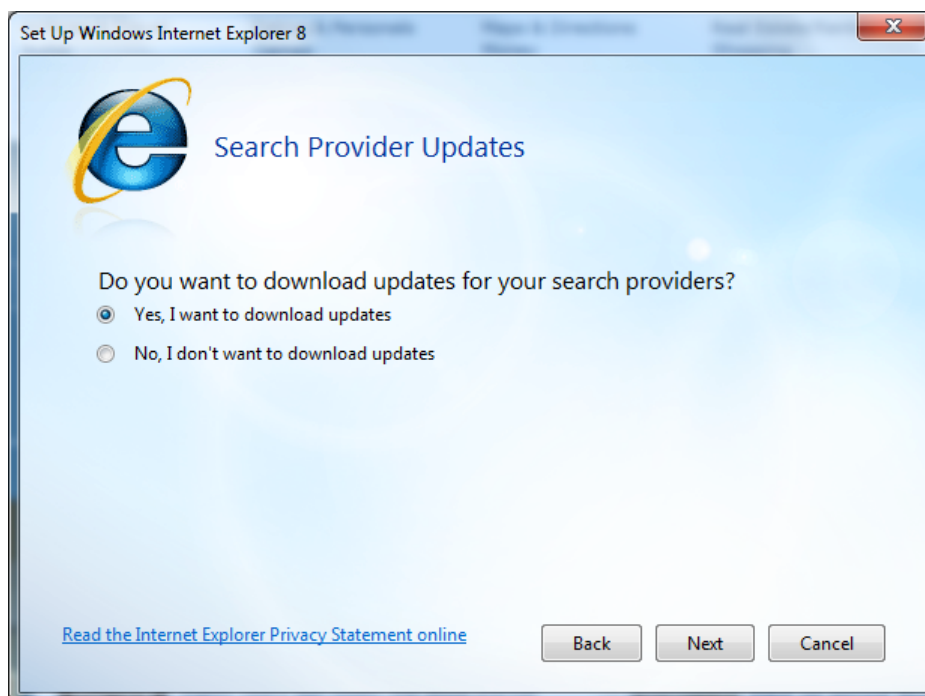 Set Up Windows Internet Explorer 8
Search Provider Updates
Do you want to download updates for your search providers?
Yes, I want to download updates
No, I don't want to download updates
Read the Internet Explorer Privacy Statement online
Back Next Cancel